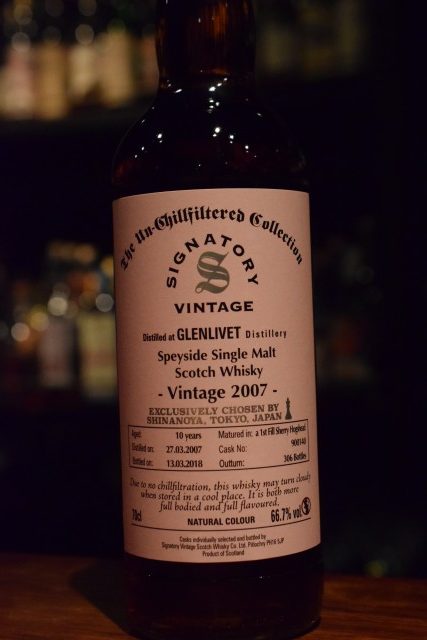 The Un-Chillfiltered Collection
SIGNATORY
S
VINTAGE
Distilled at GLENLIVET Distillery
Speyside Single Malt
Scotch Whisky
- Vintage 2007 -
EXCLUSIVELY CHOSEN BY
SHINANOYA, TOKYO, JAPAN
Aged: 10 years Matured in: a 1st Fill Sherry Hogshead
Distilled on: 27.03.2007 Cask No: 900140
Bottled on: 13.03.2018 Outturn: 306 Bottles
Due to no chillfiltration, this whisky may turn cloudy
when stored in a cool place. It is both more
full bodied and full flavoured.
70cl NATURAL COLOUR 66.7% vol
Casks individually selected and bottled by
Signatory Vintage Scotch Whisky Co. Ltd. Pitlochry PH16 5JP
Product of Scotland